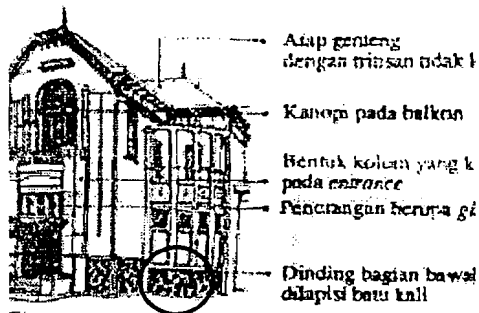 Atap genteng
dengan tritisan tidak
Kanopi pada balkon
Bentuk kolom yang k
pada entrance
Penerangan berupa gl
Dinding bagian bawah
dilapisi batu kali